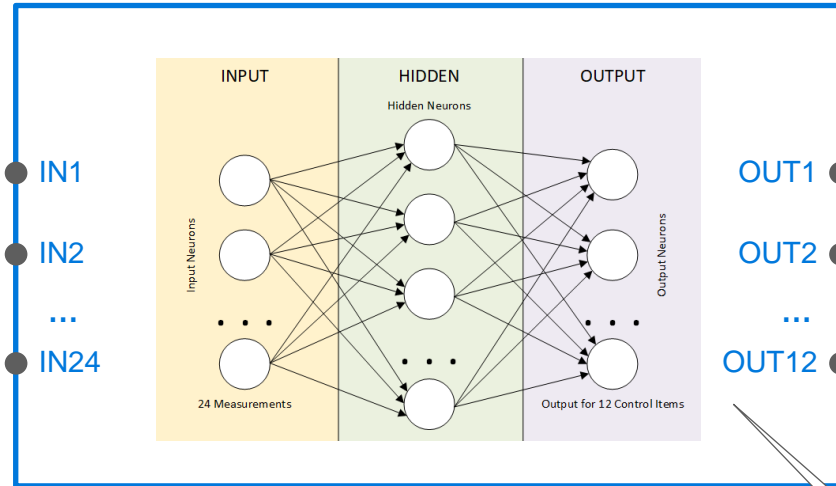 INPUT
HIDDEN
OUTPUT
Hidden Neurons
IN1
OUT1
Input Neurons
Output Neurons
IN2
OUT2
...
...
. . .
. . .
. . .
IN24
OUT12
24 Measurements
Output for 12 Control Items